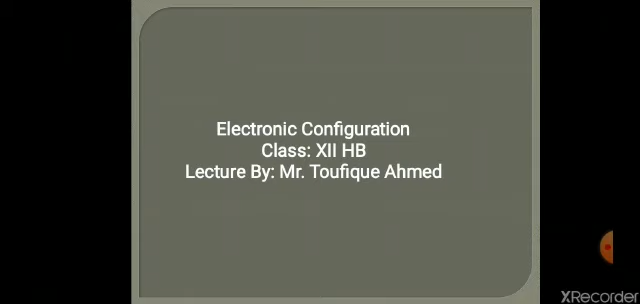 Electronic Configuration
Class: XII HB
Lecture By: Mr. Toufique Ahmed
XRecorder